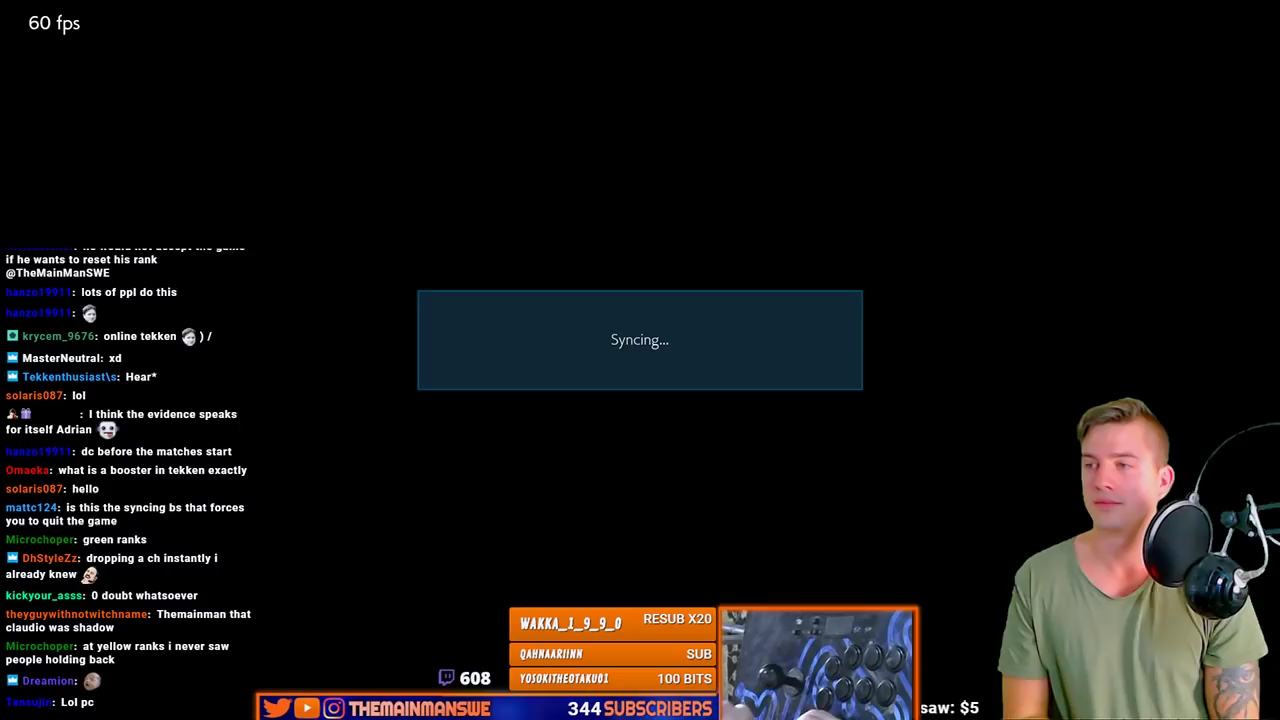 60 fps
if he wants to reset his rank
@TheMainManSWE
hanzo19911: lots of ppl do this
hanzo19911:
krycem_9676: online tekken ) /
MasterNeutral: xd
Tekkenthusiast\s: Hear*
solaris087: lol
: I think the evidence speaks
for itself Adrian
hanzo19911: dc before the matches start
Omaeka: what is a booster in tekken exactly
solaris087: hello
mattc124: is this the syncing bs that forces
you to quit the game
Microchoper: green ranks
DhStyleZz: dropping a ch instantly i
already knew
kickyour_asss: 0 doubt whatsoever
theyguywithnotwitchname: Themainman that
claudio was shadow
Microchoper: at yellow ranks i never saw
people holding back
Dreamion:
Tensujin: Lol pc
Syncing...
WAKKA_1_9_9_0 RESUB X20
QAHNAARIINN SUB
YOSOKITHEOTAKU01 100 BITS
608
THEMAINMANSWE 344 SUBSCRIBERS
saw: $5